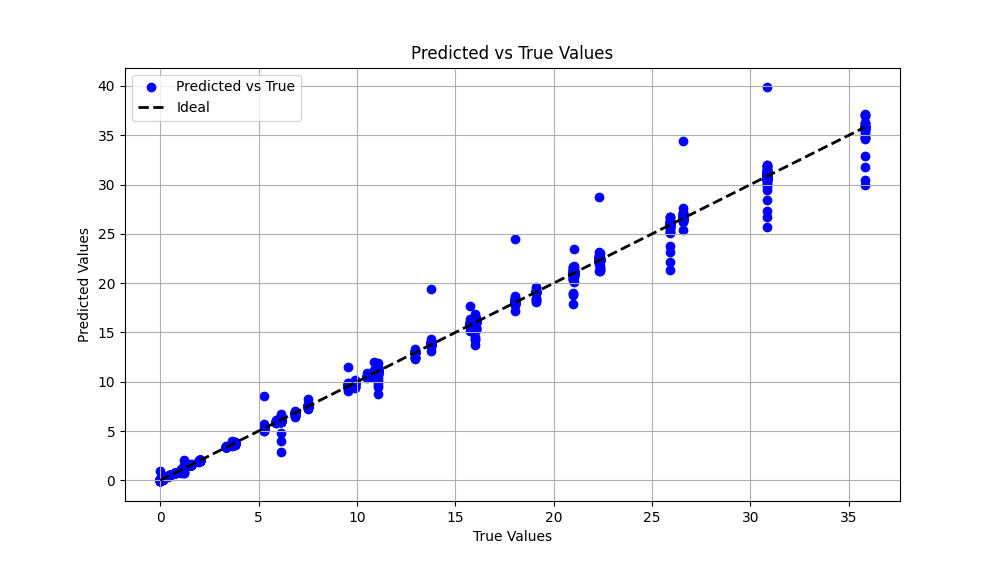 Predicted vs True Values
Predicted vs True
Ideal
40
35
30
25
20
15
10
5
0
Predicted Values
0 5 10 15 20 25 30 35
True Values